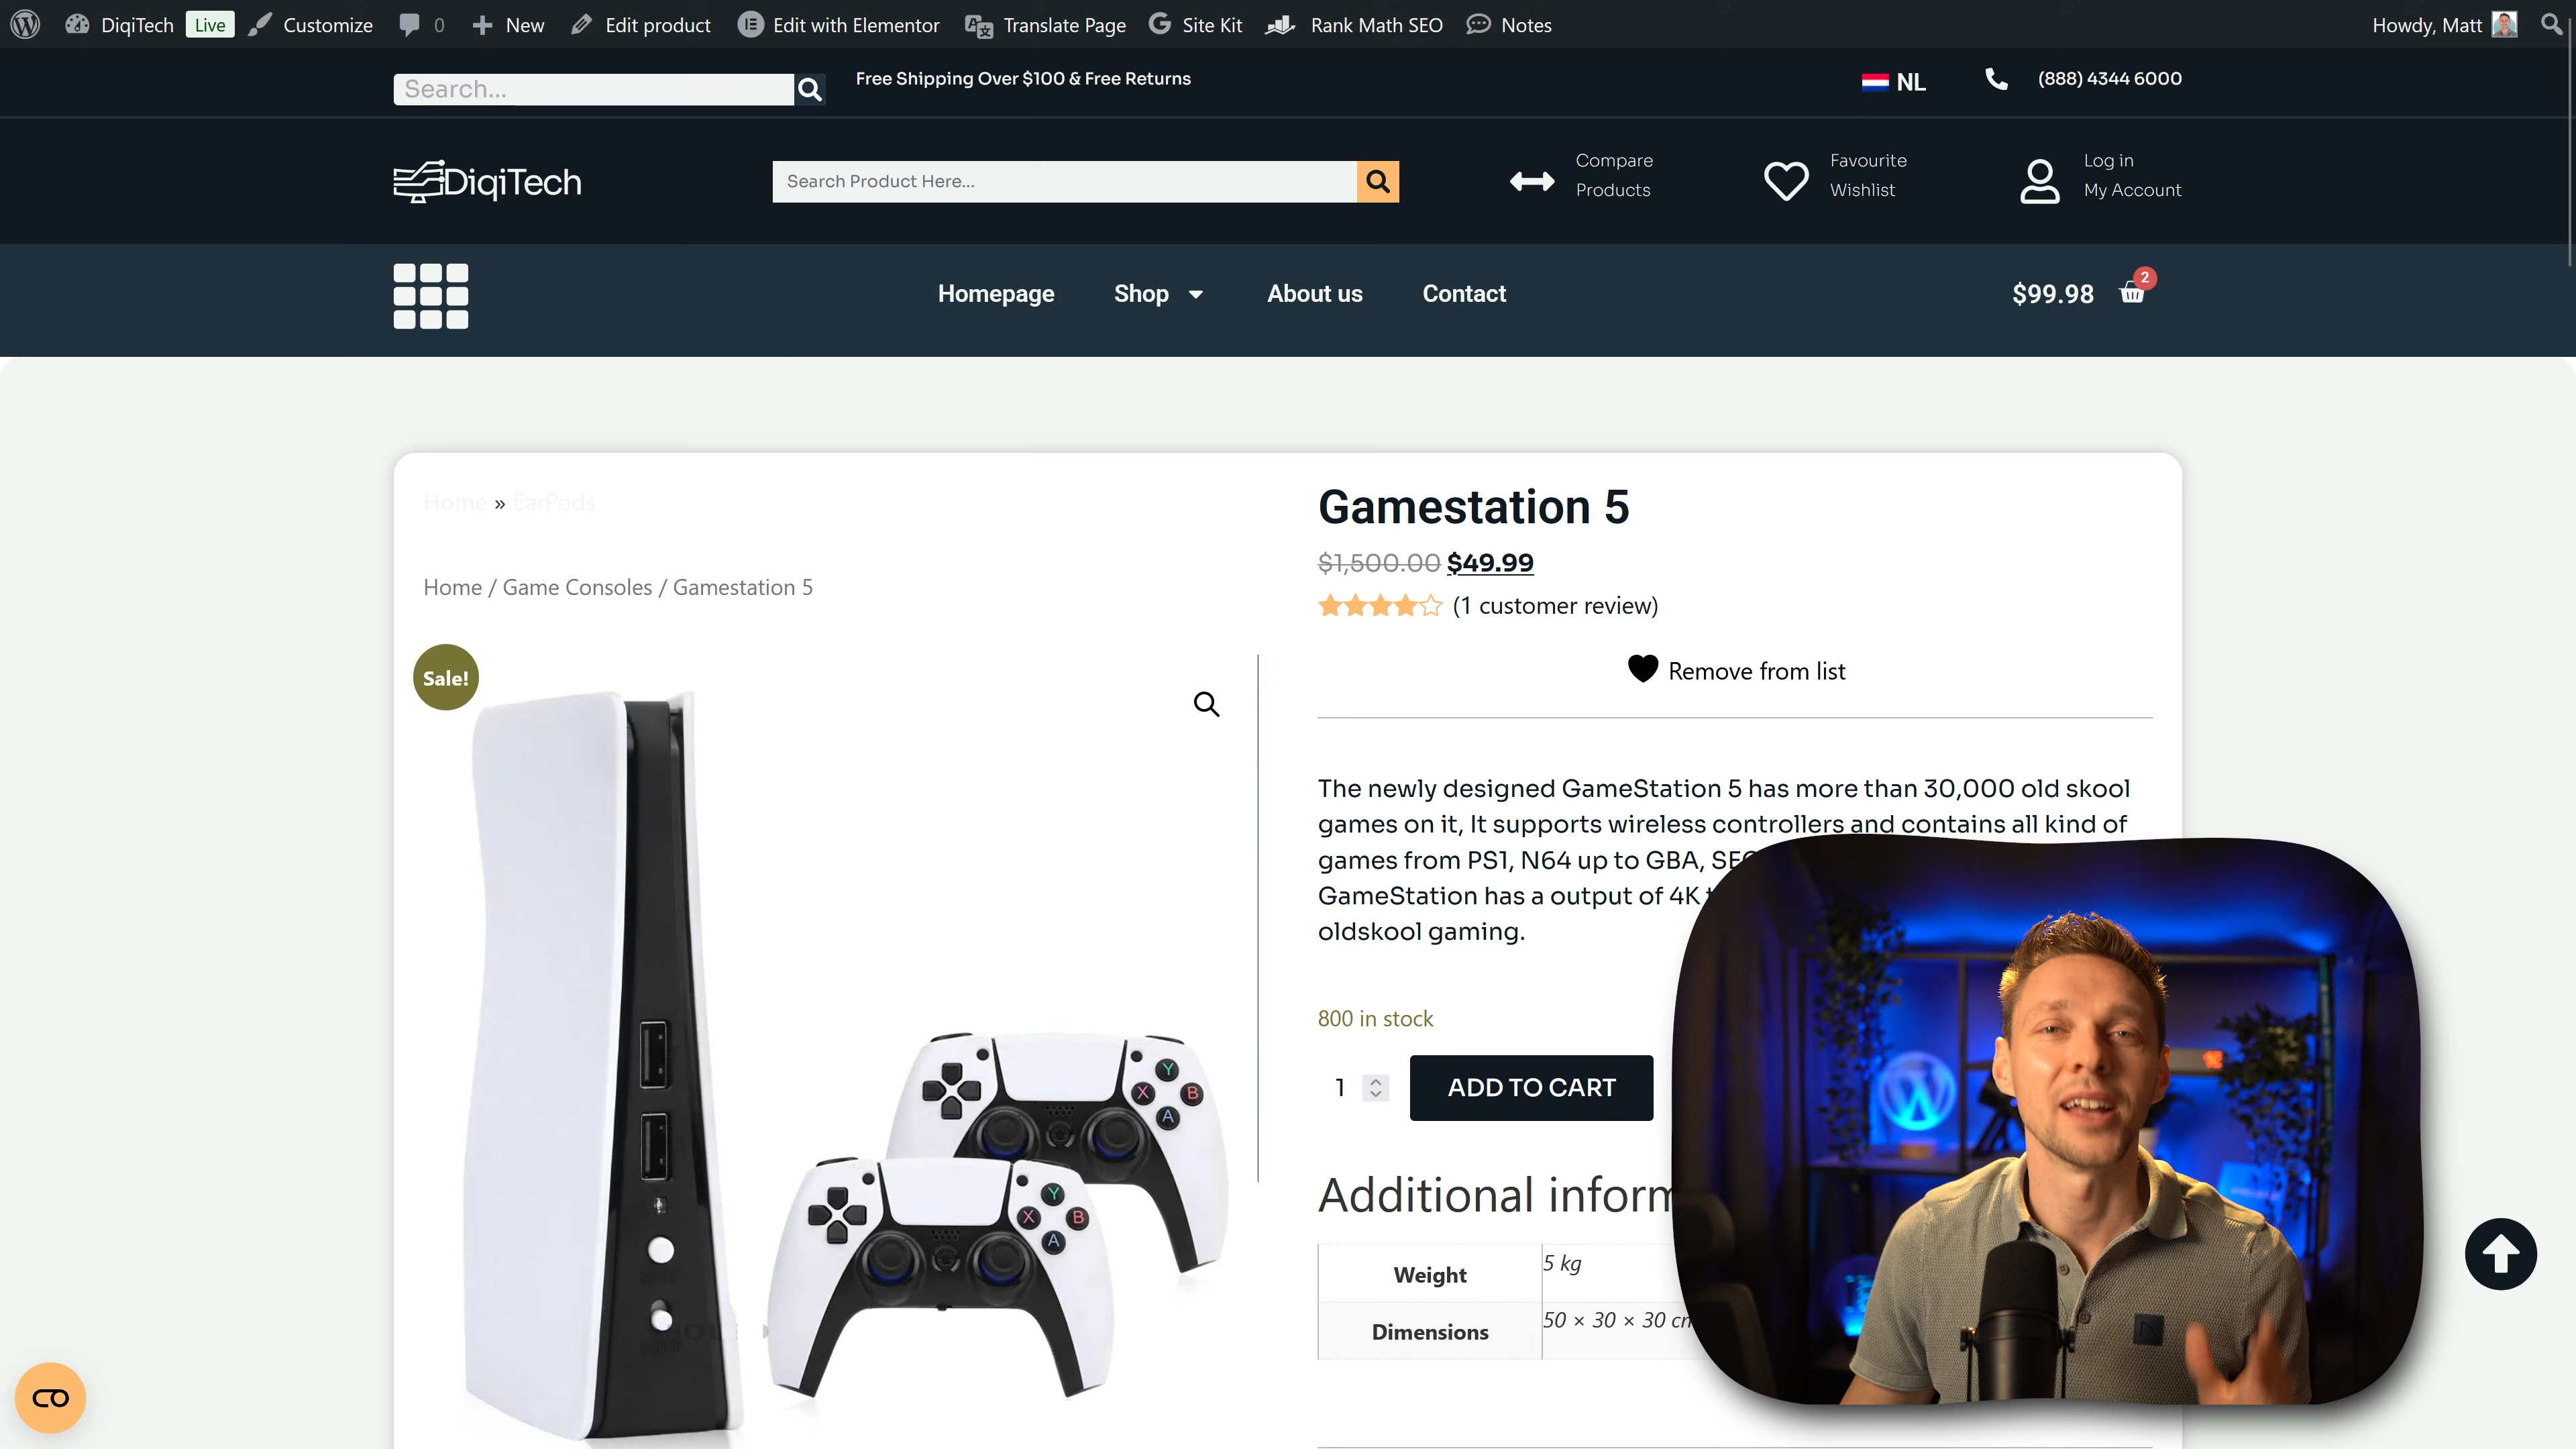 DiqiTech Live Customize 0 New Edit product Edit with Elementor Translate Page Site Kit Rank Math SEO Notes Howdy, Matt
Search...
Free Shipping Over $100 & Free Returns
NL
(888) 4344 6000
DiqiTech
Search Product Here...
Compare
Products
Favourite
Wishlist
Log in
My Account
Homepage Shop About us Contact
$99.98
2
Home » EarPods
Home / Game Consoles / Gamestation 5
Sale!
Gamestation 5
$1,500.00 $49.99
(1 customer review)
Remove from list
The newly designed GameStation 5 has more than 30,000 old skool
games on it, It supports wireless controllers and contains all kind of
games from PS1, N64 up to GBA,
GameStation has a output of 4K
oldskool gaming.
800 in stock
1
ADD TO CART
Additional
Weight 5 kg
Dimensions 50 × 30 × 30
Y
X B
A
Y
X B
A